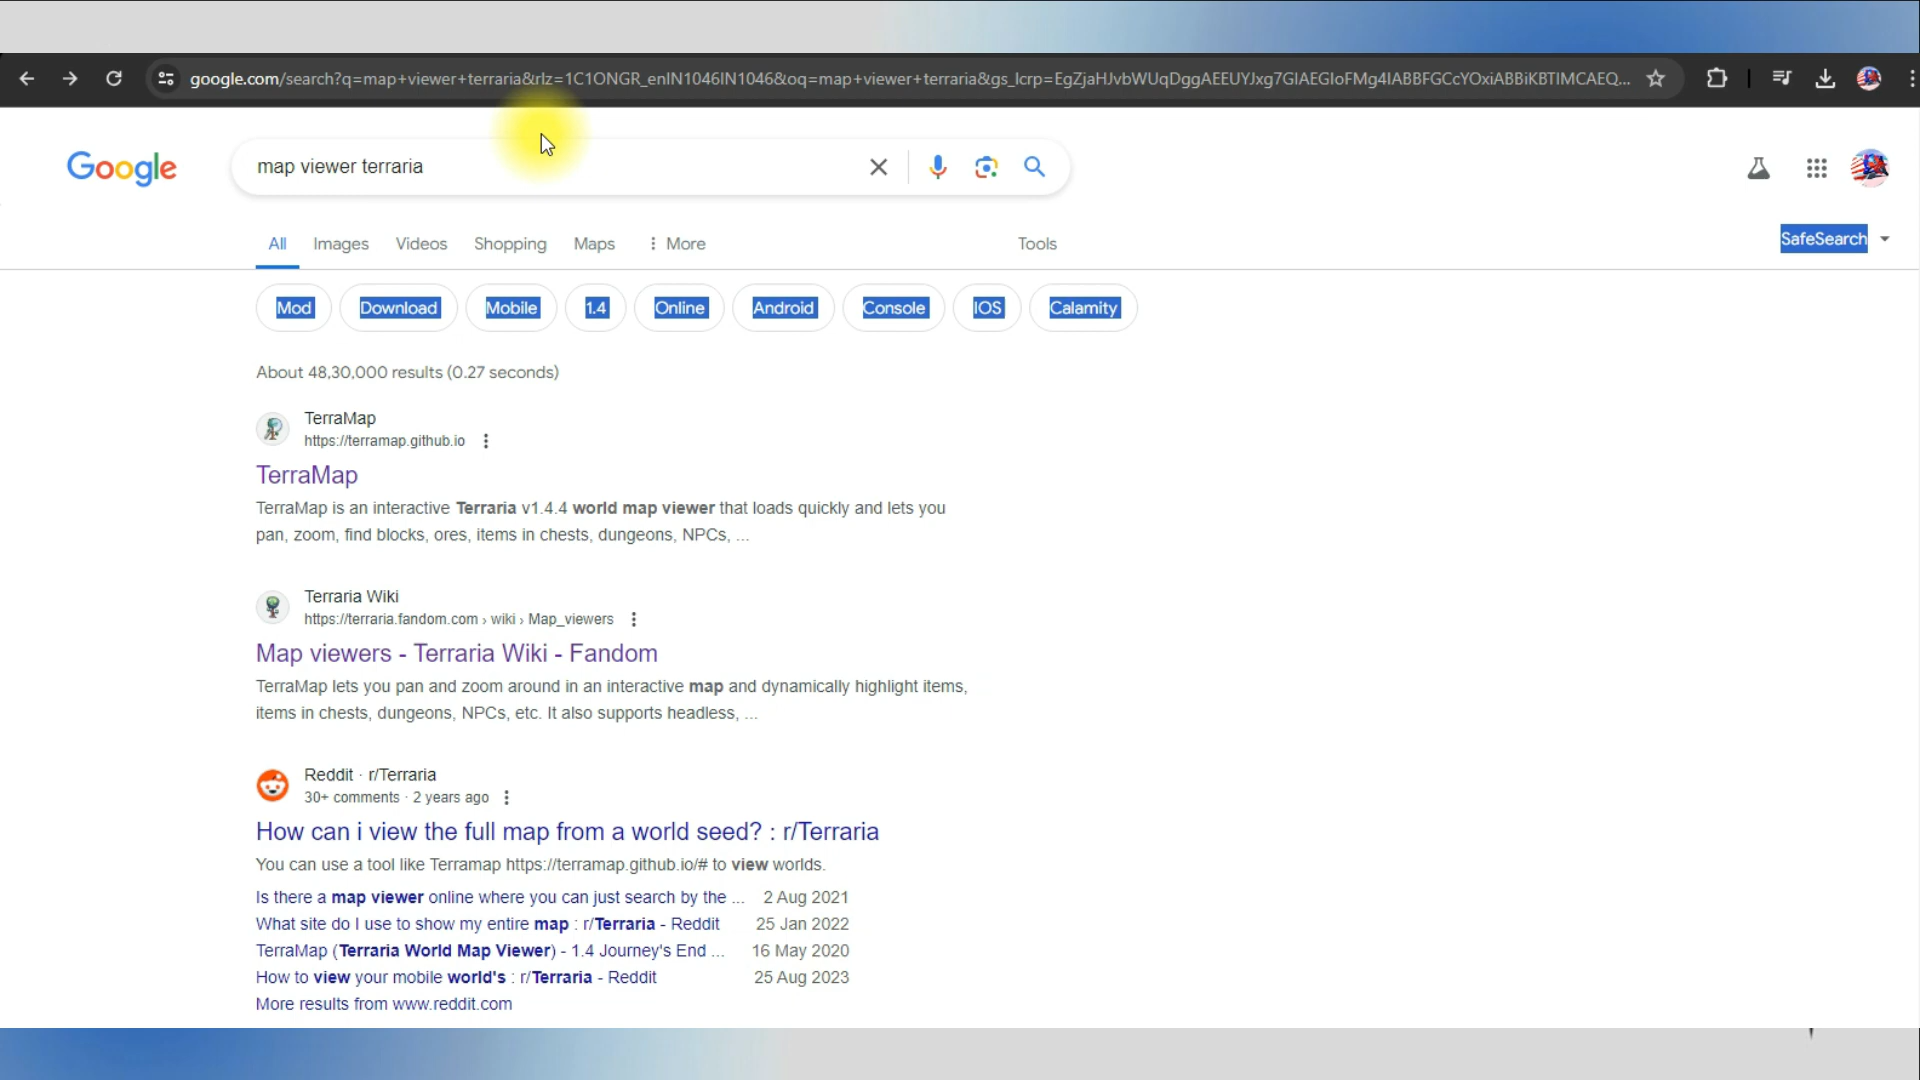 google.com/search?q=map+viewer+terraria&rlz=1C1ONGR_enIN1046IN1046&oq=map+viewer+terraria&gs_lcrp=EgZjaHJvbWUqDggAEEUYJxg7GIAEGIoFMg4IABBFGCcYOxiABBiKBTIMCAEQ...
Google
map viewer terraria
All Images Videos Shopping Maps More Tools SafeSearch
Mod Download Mobile 1.4 Online Android Console IOS Calamity
About 48,30,000 results (0.27 seconds)
TerraMap
https://terramap.github.io
TerraMap
TerraMap is an interactive Terraria v1.4.4 world map viewer that loads quickly and lets you
pan, zoom, find blocks, ores, items in chests, dungeons, NPCs, ...
Terraria Wiki
https://terraria.fandom.com › wiki › Map_viewers
Map viewers - Terraria Wiki - Fandom
TerraMap lets you pan and zoom around in an interactive map and dynamically highlight items,
items in chests, dungeons, NPCs, etc. It also supports headless, ...
Reddit · r/Terraria
30+ comments · 2 years ago
How can i view the full map from a world seed? : r/Terraria
You can use a tool like Terramap https://terramap.github.io/# to view worlds.
Is there a map viewer online where you can just search by the ... 2 Aug 2021
What site do I use to show my entire map : r/Terraria - Reddit 25 Jan 2022
TerraMap (Terraria World Map Viewer) - 1.4 Journey's End ... 16 May 2020
How to view your mobile world's : r/Terraria - Reddit 25 Aug 2023
More results from www.reddit.com